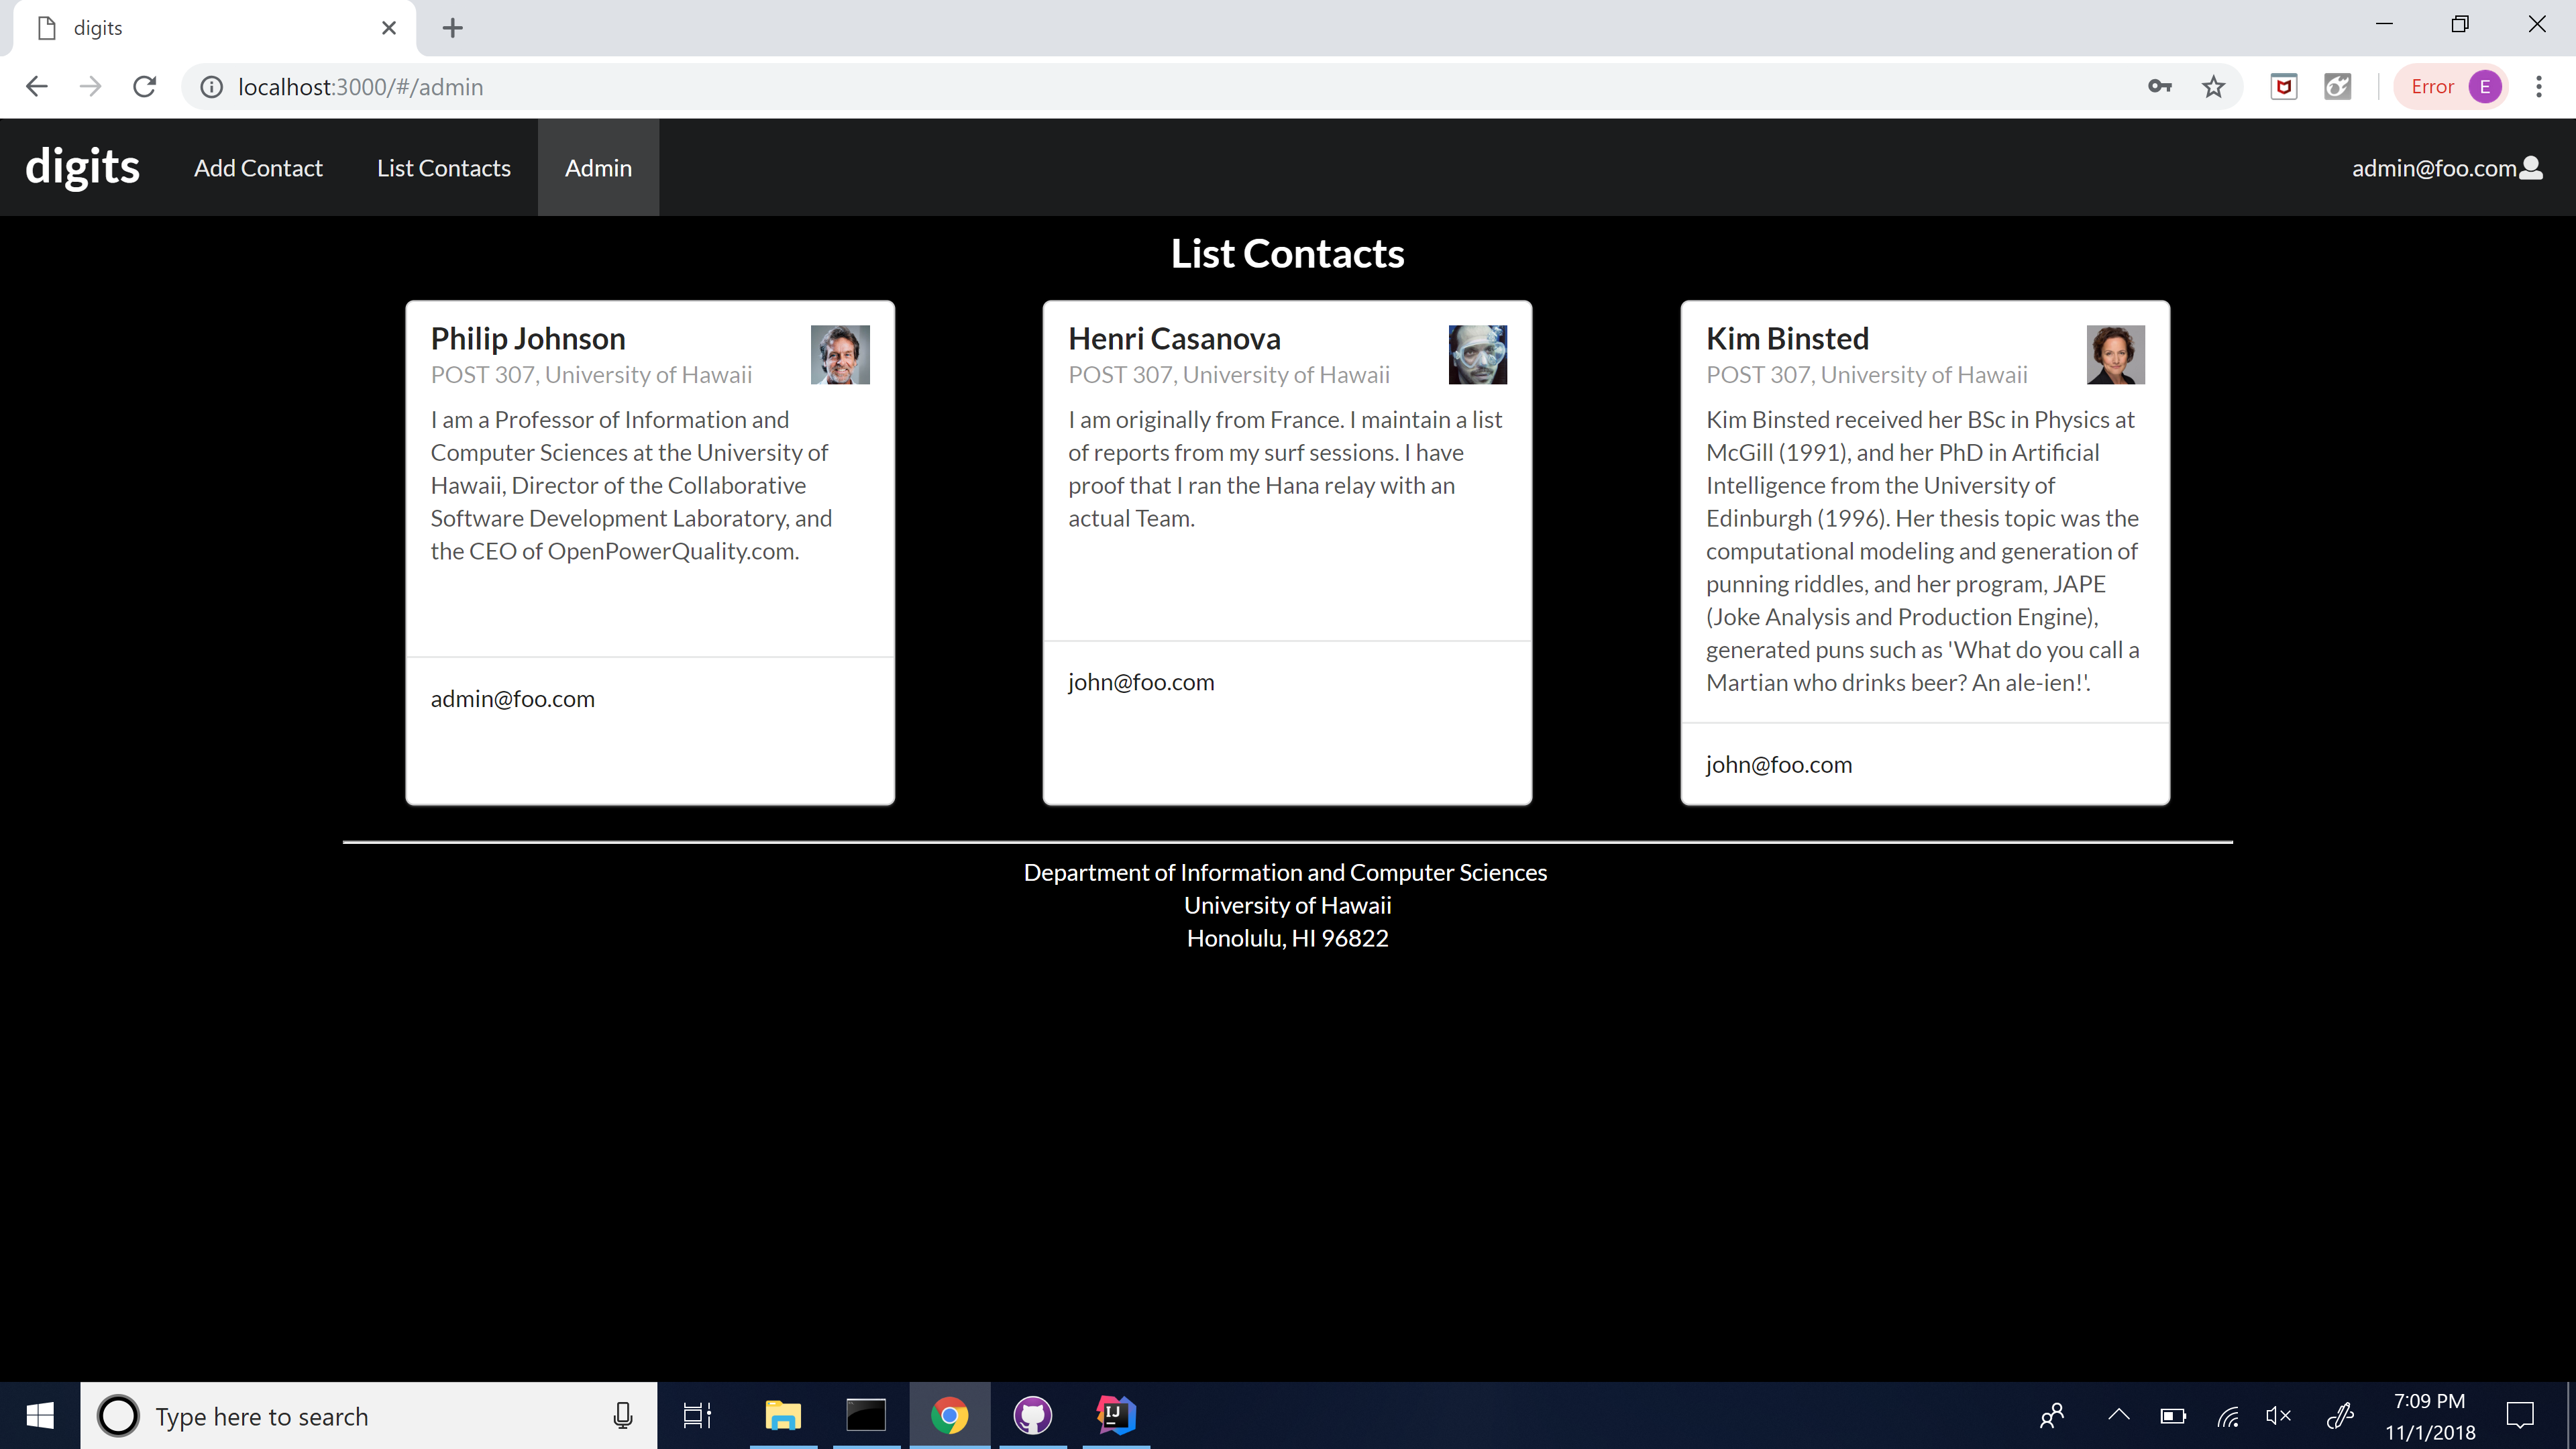 digits
localhost:3000/#/admin
Error
E
digits
Add Contact
List Contacts
Admin
admin@foo.com
List Contacts
Philip Johnson
POST 307, University of Hawaii
I am a Professor of Information and
Computer Sciences at the University of
Hawaii, Director of the Collaborative
Software Development Laboratory, and
the CEO of OpenPowerQuality.com.
admin@foo.com
Henri Casanova
POST 307, University of Hawaii
I am originally from France. I maintain a list
of reports from my surf sessions. I have
proof that I ran the Hana relay with an
actual Team.
john@foo.com
Kim Binsted
POST 307, University of Hawaii
Kim Binsted received her BSc in Physics at
McGill (1991), and her PhD in Artificial
Intelligence from the University of
Edinburgh (1996). Her thesis topic was the
computational modeling and generation of
punning riddles, and her program, JAPE
(Joke Analysis and Production Engine),
generated puns such as 'What do you call a
Martian who drinks beer? An ale-ien!'.
john@foo.com
Department of Information and Computer Sciences
University of Hawaii
Honolulu, HI 96822
Type here to search
IJ
7:09 PM
11/1/2018